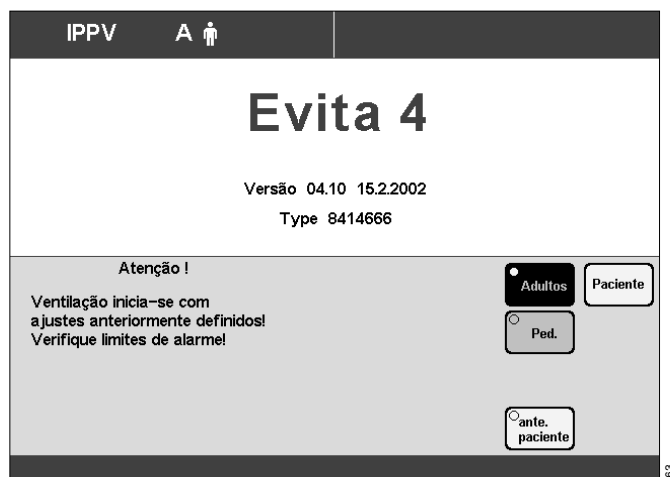 IPPV A
Evita 4
Versão 04.10 15.2.2002
Type 8414666
Atenção !
Ventilação inicia-se com
ajustes anteriormente definidos!
Verifique limites de alarme!
Adultos
Paciente
Ped.
ante.
paciente
63